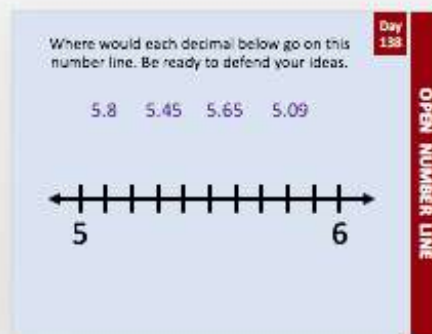 Where would each decimal below go on this
number line. Be ready to defend your ideas.
Day
138
5.8 5.45 5.65 5.09
5 6
OPEN NUMBER LINE